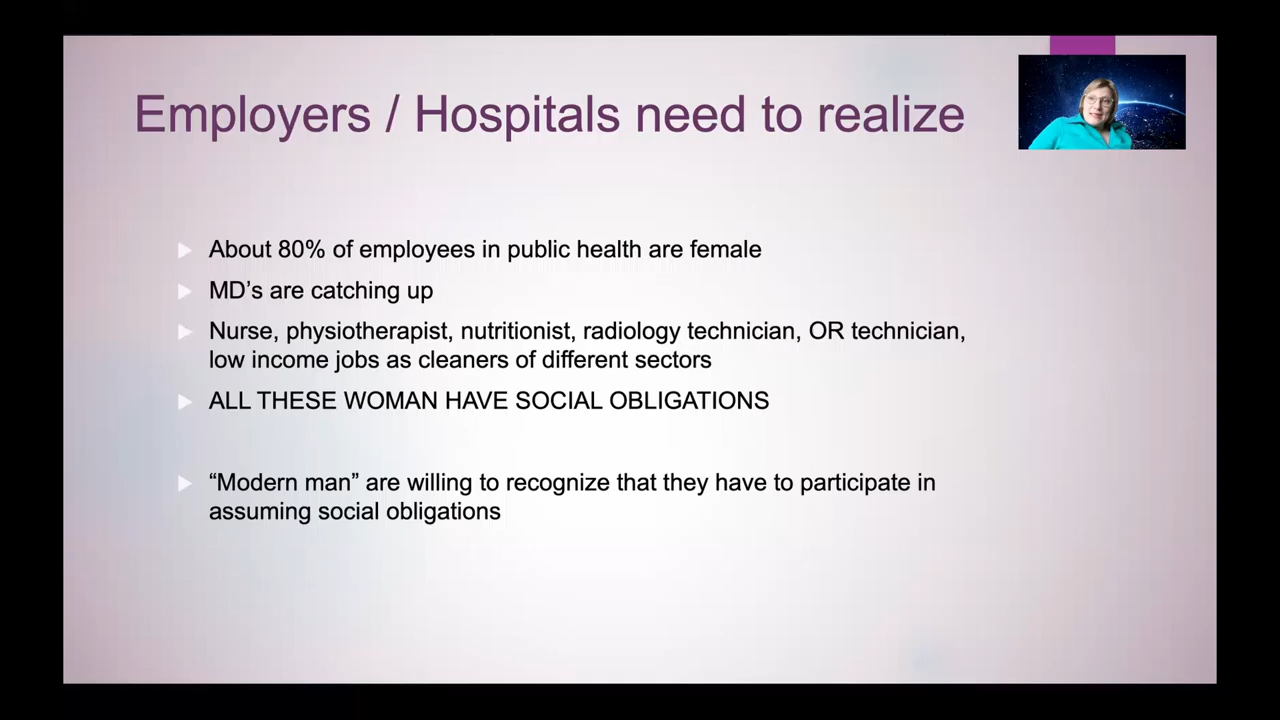 Employers / Hospitals need to realize
About 80% of employees in public health are female
MD’s are catching up
Nurse, physiotherapist, nutritionist, radiology technician, OR technician,
low income jobs as cleaners of different sectors
ALL THESE WOMAN HAVE SOCIAL OBLIGATIONS
“Modern man” are willing to recognize that they have to participate in
assuming social obligations